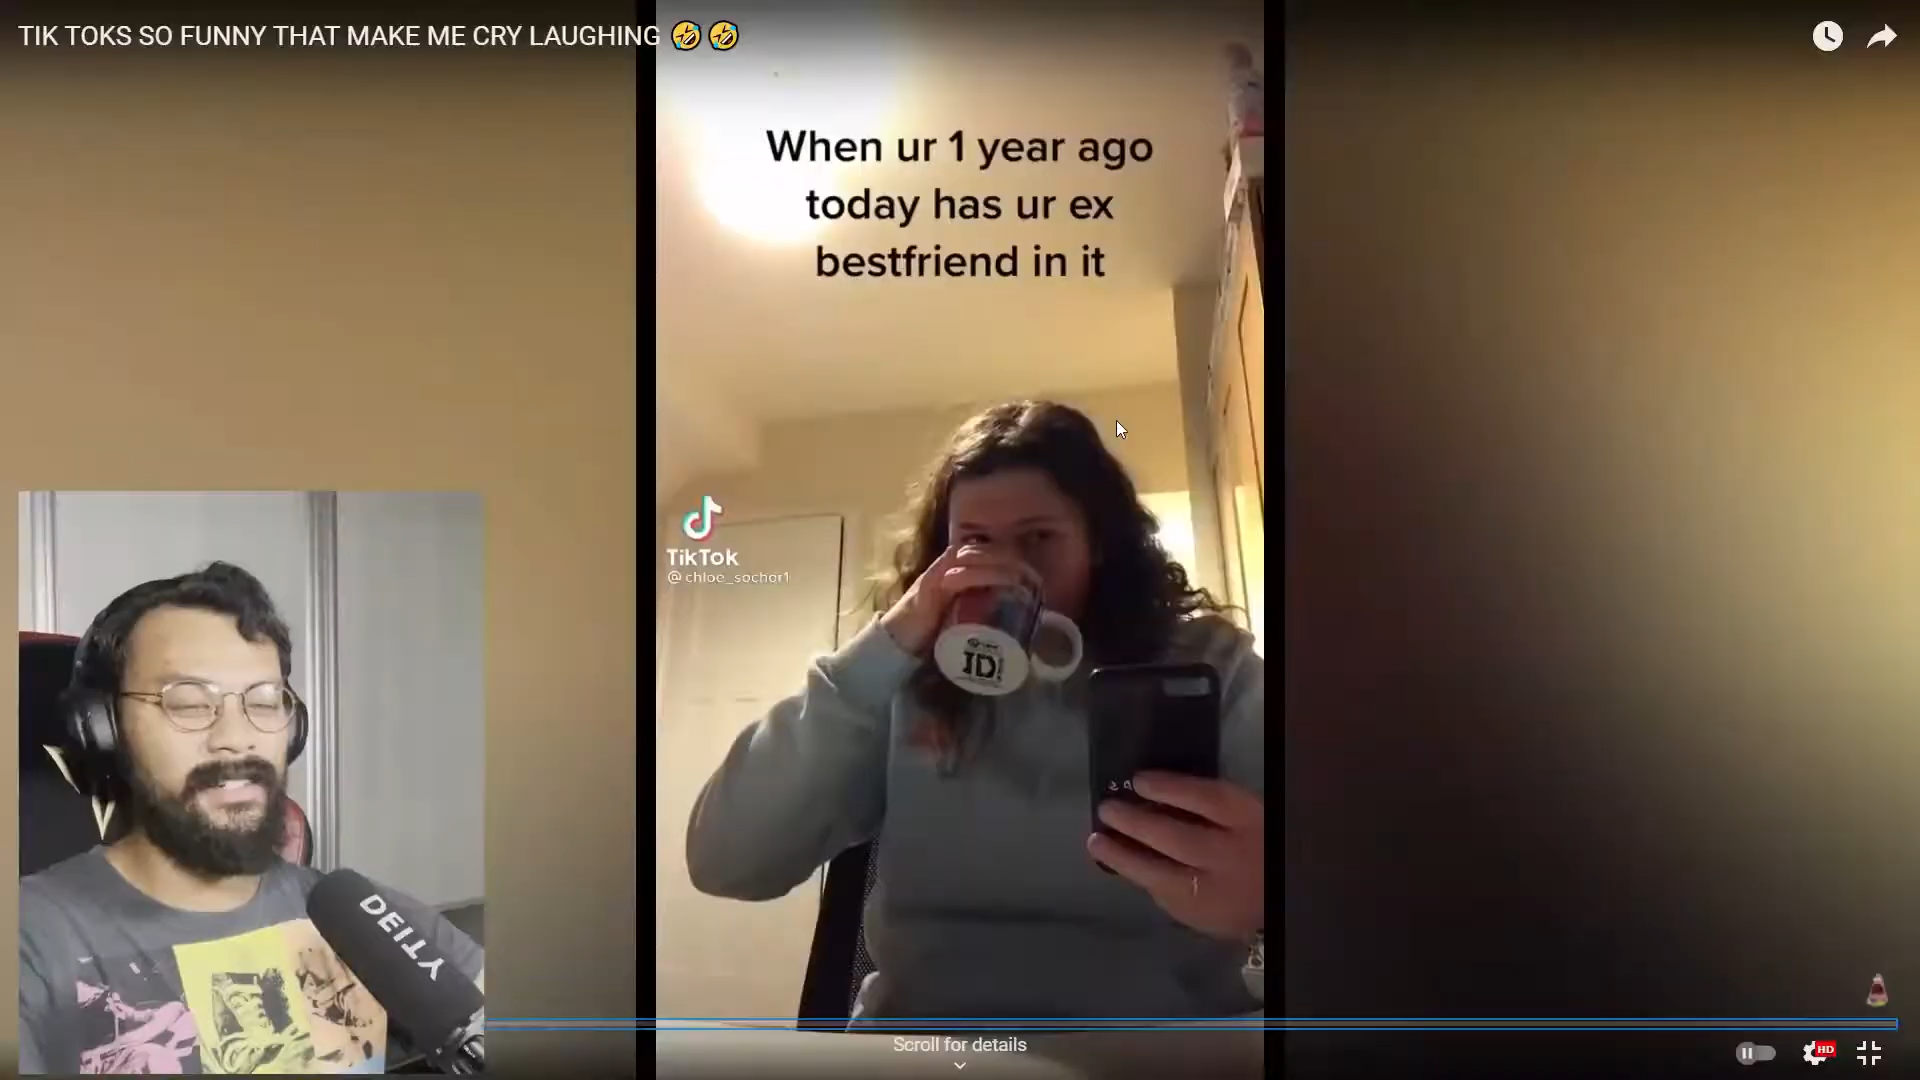 TIK TOKS SO FUNNY THAT MAKE ME CRY LAUGHING 🤣 🤣
When ur 1 year ago
today has ur ex
bestfriend in it
TikTok
@chloe_sochor1
1D!
DEITY
Scroll for details
HD